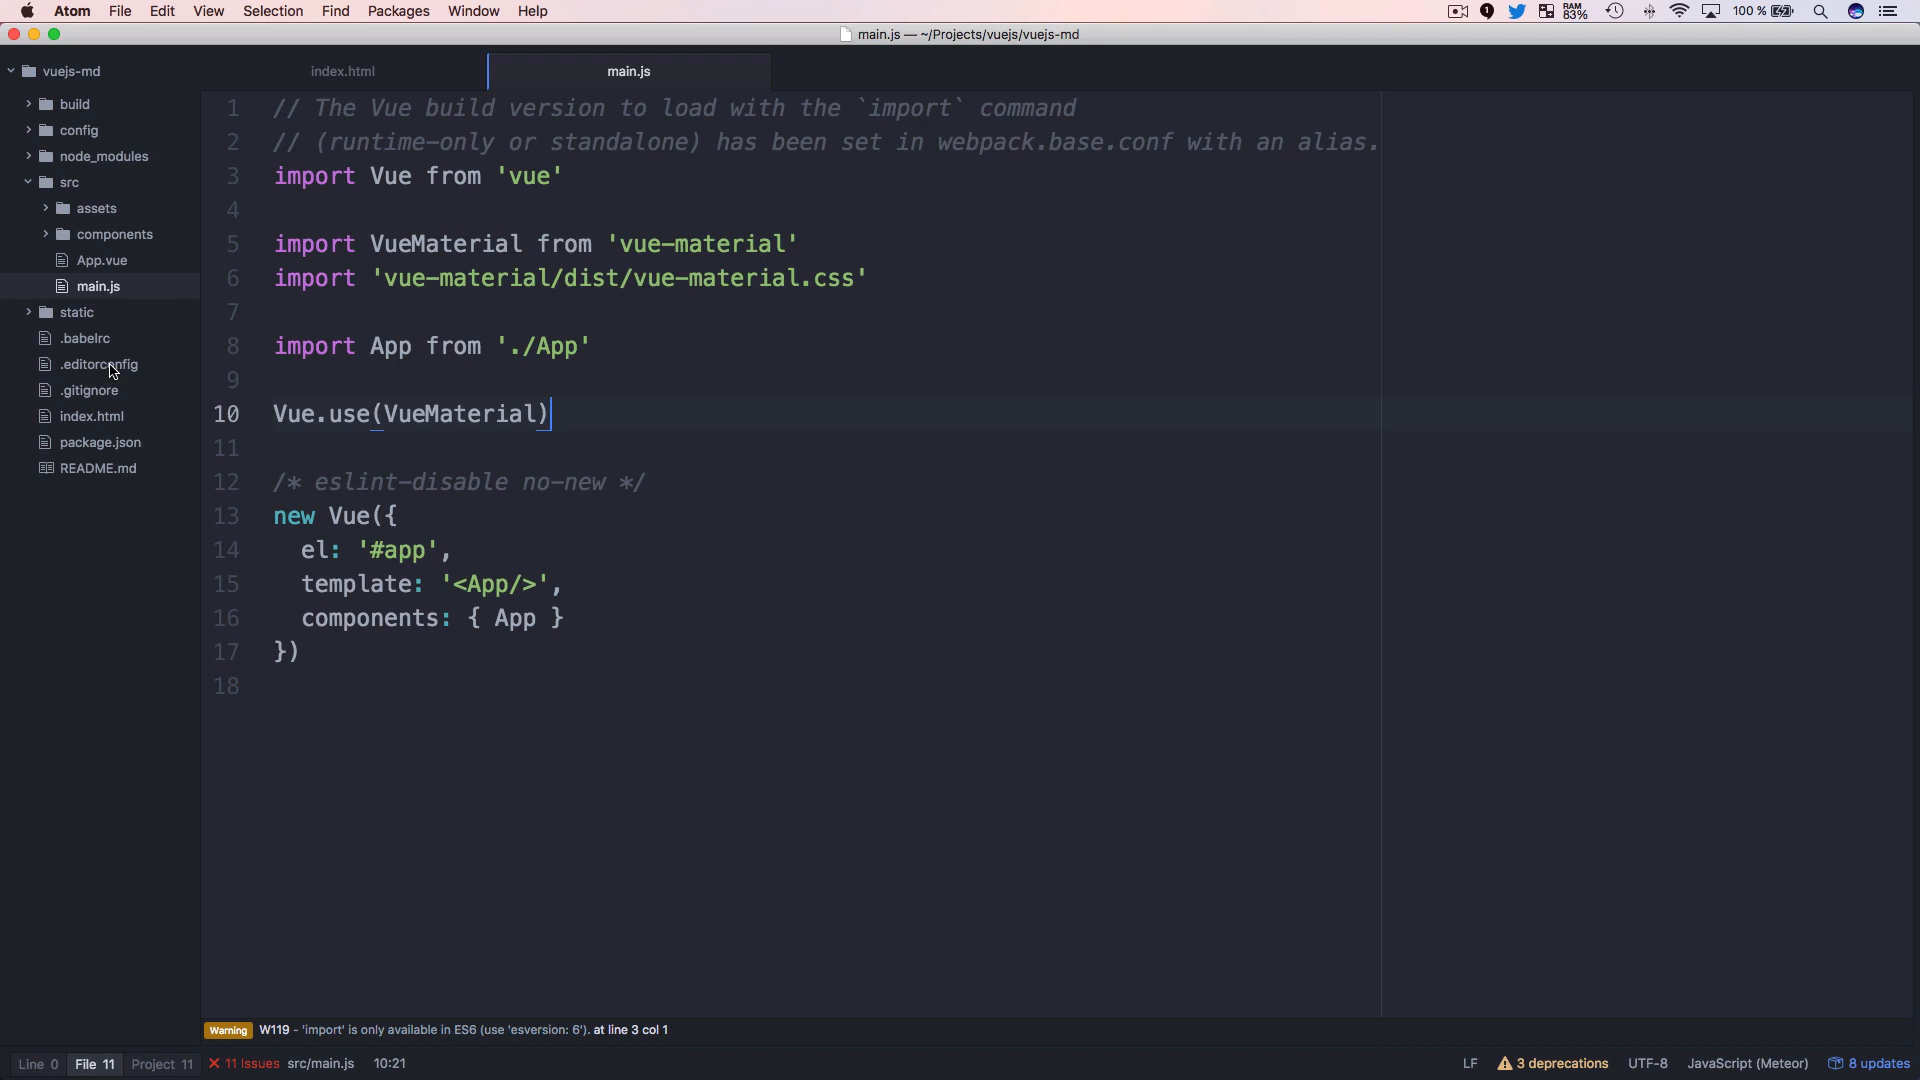 Atom File Edit View Selection Find Packages Window Help RAM 83% 100 %
main.js — ~/Projects/vuejs/vuejs-md
vuejs-md
build
config
node_modules
src
assets
components
App.vue
main.js
static
.babelrc
.editorconfig
.gitignore
index.html
package.json
README.md
index.html main.js
1 // The Vue build version to load with the `import` command
2 // (runtime-only or standalone) has been set in webpack.base.conf with an alias.
3 import Vue from 'vue'
4
5 import VueMaterial from 'vue-material'
6 import 'vue-material/dist/vue-material.css'
7
8 import App from './App'
9
10 Vue.use(VueMaterial)
11
12 /* eslint-disable no-new */
13 new Vue({
14 el: '#app',
15 template: '<App/>',
16 components: { App }
17 })
18
Warning W119 - 'import' is only available in ES6 (use 'esversion: 6'). at line 3 col 1
Line 0 File 11 Project 11 11 Issues src/main.js 10:21 LF 3 deprecations UTF-8 JavaScript (Meteor) 8 updates